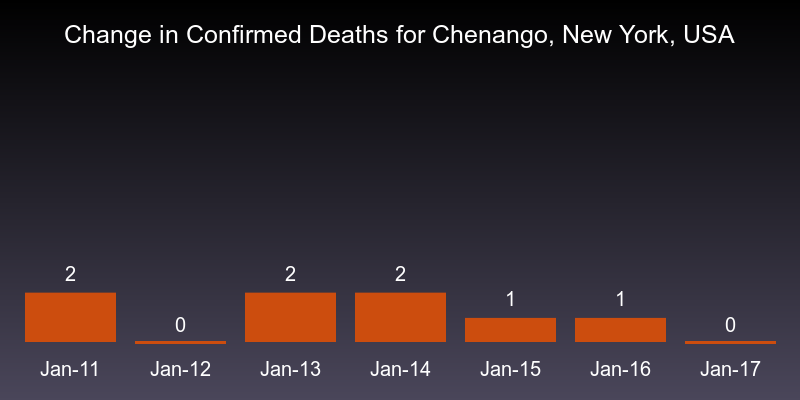 Change in Confirmed Deaths for Chenango, New York, USA
2 0 2 2 1 1 0
Jan-11 Jan-12 Jan-13 Jan-14 Jan-15 Jan-16 Jan-17